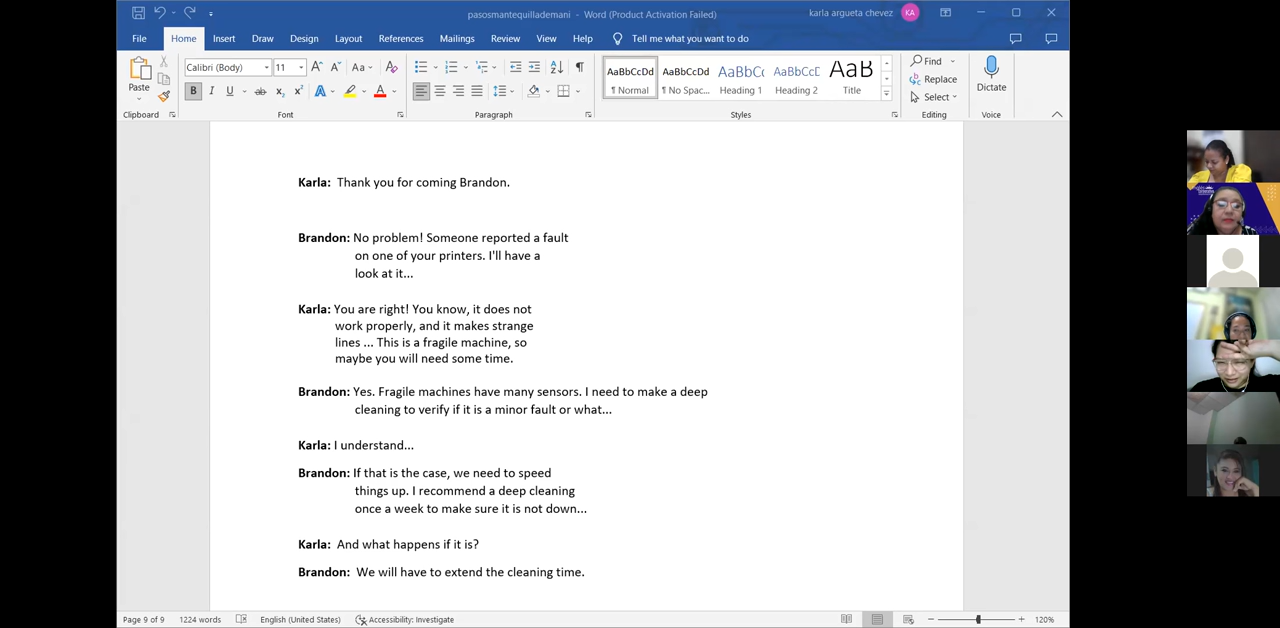 pasosmantequillademani - Word (Product Activation Failed)
karla argueta chevez
KA
File Home Insert Draw Design Layout References Mailings Review View Help Tell me what you want to do
Paste
Calibri (Body) 11
Aa
B I U ab x₂ x² A A
AaBbCcDd AaBbCcDd AaBbCc AaBbCcD AaB
¶ Normal ¶ No Spac... Heading 1 Heading 2 Title
Find
Replace
Select
Dictate
Clipboard Font Paragraph Styles Editing Voice
Karla: Thank you for coming Brandon.
Brandon: No problem! Someone reported a fault
on one of your printers. I'll have a
look at it...
Karla: You are right! You know, it does not
work properly, and it makes strange
lines ... This is a fragile machine, so
maybe you will need some time.
Brandon: Yes. Fragile machines have many sensors. I need to make a deep
cleaning to verify if it is a minor fault or what...
Karla: I understand...
Brandon: If that is the case, we need to speed
things up. I recommend a deep cleaning
once a week to make sure it is not down...
Karla: And what happens if it is?
Brandon: We will have to extend the cleaning time.
Page 9 of 9 1224 words English (United States) Accessibility: Investigate 120%